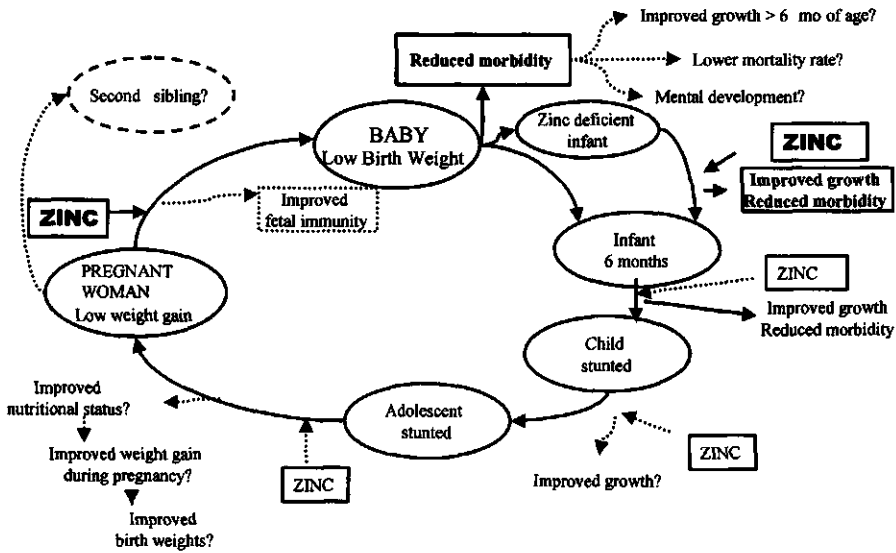 Improved growth > 6 mo of age?
Reduced morbidity
Lower mortality rate?
Mental development?
Second sibling?
BABY
Low Birth Weight
Zinc deficient
infant
ZINC
Improved growth
Reduced morbidity
ZINC
Improved
fetal immunity
Infant
6 months
PREGNANT
WOMAN
Low weight gain
ZINC
Improved growth
Reduced morbidity
Child
stunted
Improved
nutritional status?
Adolescent
stunted
Improved weight gain
during pregnancy?
ZINC
ZINC
Improved growth?
Improved
birth weights?